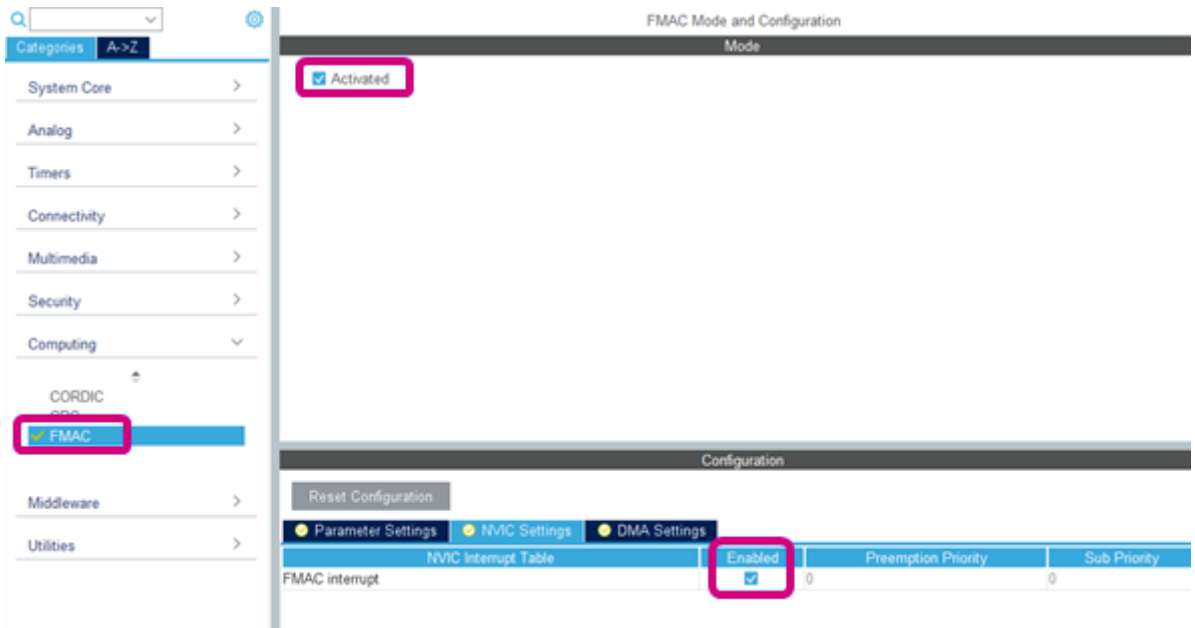 FMAC Mode and Configuration
Categories A->Z
Mode
Activated
System Core
Analog
Timers
Connectivity
Multimedia
Security
Computing
CORDIC
FMAC
Middleware
Utilities
Configuration
Reset Configuration
Parameter Settings NVIC Settings DMA Settings
NVIC Interrupt Table Enabled Preemption Priority Sub Priority
FMAC interrupt 0 0